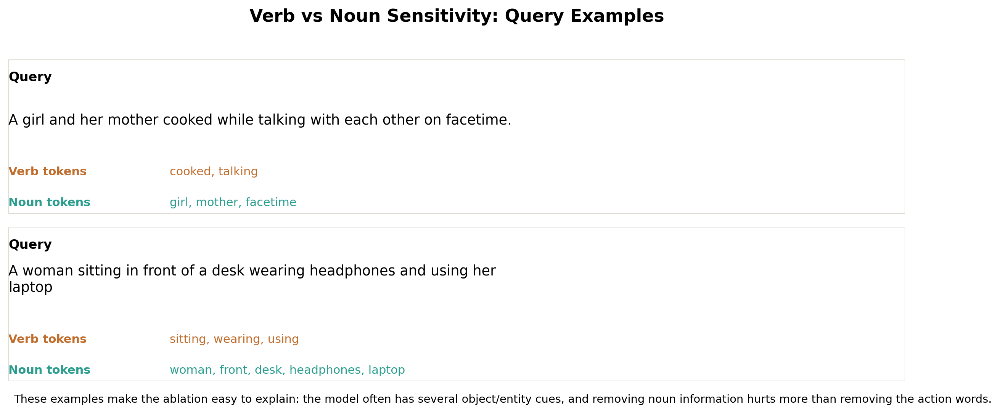 Verb vs Noun Sensitivity: Query Examples
Query
A girl and her mother cooked while talking with each other on facetime.
Verb tokens cooked, talking
Noun tokens girl, mother, facetime
Query
A woman sitting in front of a desk wearing headphones and using her
laptop
Verb tokens sitting, wearing, using
Noun tokens woman, front, desk, headphones, laptop
These examples make the ablation easy to explain: the model often has several object/entity cues, and removing noun information hurts more than removing the action words.